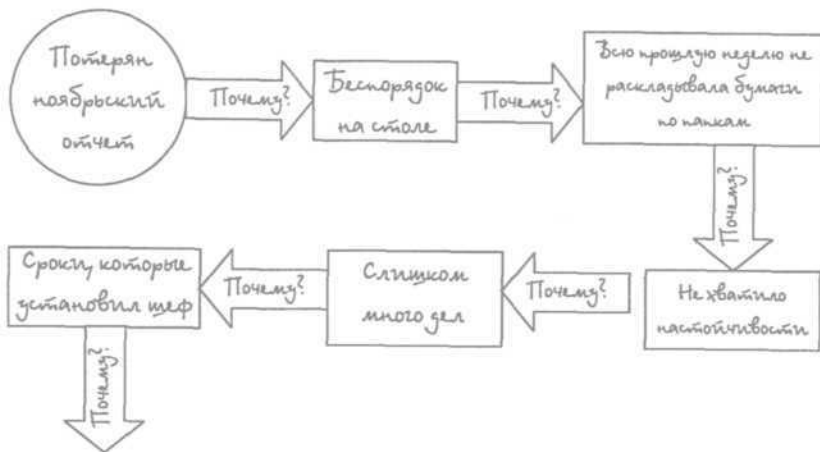 Потерян
ноябрьский
отчет
Почему?
Беспорядок
на столе
Почему?
Всю прошлую неделю не
раскладывала бумаги
по папкам
Почему?
Не хватило
настойчивости
Почему?
Слишком
много дел
Почему?
Сроки, которые
установил шеф
Почему?